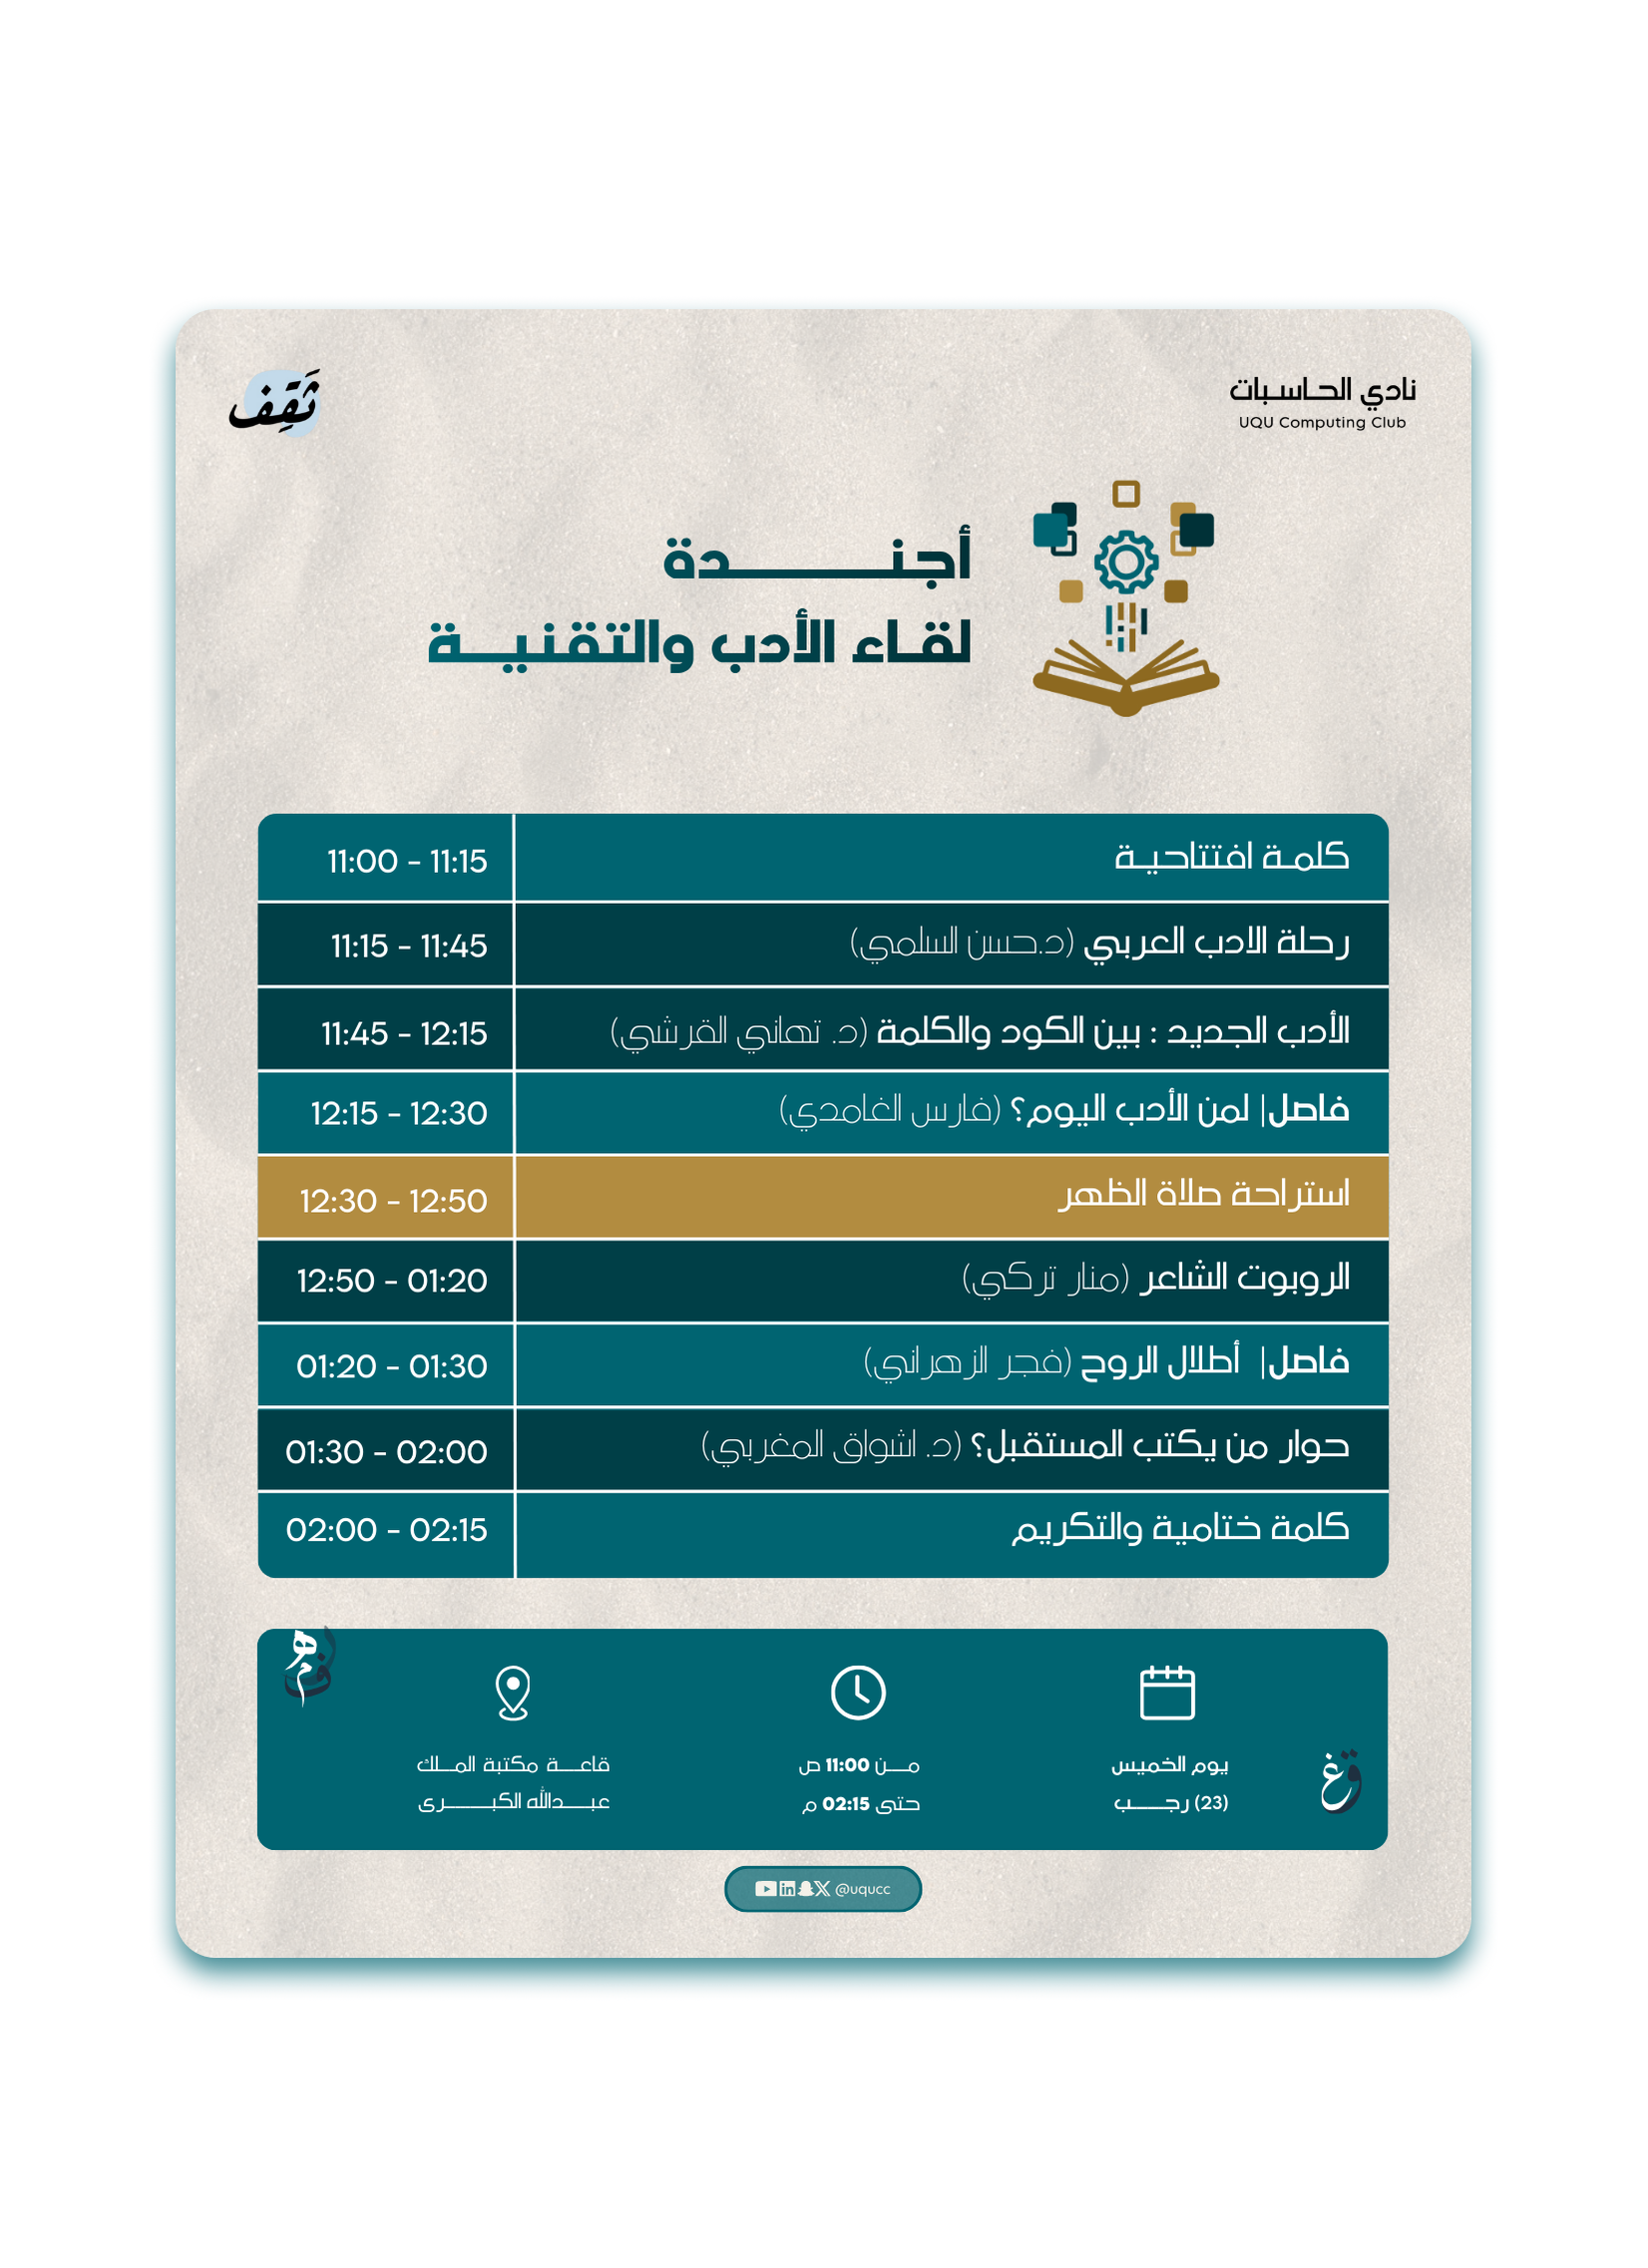 نادي الحاسبات
UQU Computing Club
ثَقِف
أجندة
لقاء الأدب والتقنية
كلمة افتتاحية 11:00 - 11:15
رحلة الادب العربي (د.حسن السلمي) 11:15 - 11:45
الأدب الجديد : بين الكود والكلمة (د. تهاني القرشي) 11:45 - 12:15
فاصل| لمن الأدب اليوم؟ (فارس الغامدي) 12:15 - 12:30
استراحة صلاة الظهر 12:30 - 12:50
الروبوت الشاعر (منار تركي) 12:50 - 01:20
فاصل| أطلال الروح (فجر الزهراني) 01:20 - 01:30
حوار من يكتب المستقبل؟ (د. اشواق المغربي) 01:30 - 02:00
كلمة ختامية والتكريم 02:00 - 02:15
يوم الخميس
(23) رجب
من 11:00 ص
حتى 02:15 م
قاعة مكتبة الملك
عبدالله الكبرى
@uqucc